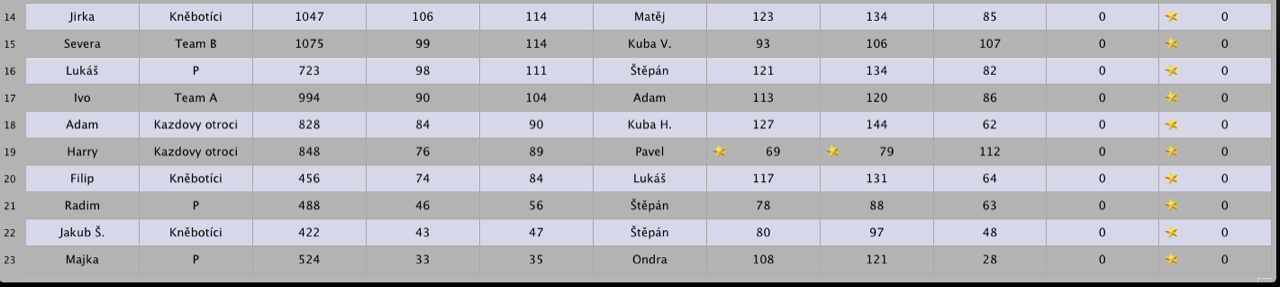 14 Jirka Kněbotíci 1047 106 114 Matěj 123 134 85 0 0
15 Severa Team B 1075 99 114 Kuba V. 93 106 107 0 0
16 Lukáš P 723 98 111 Štěpán 121 134 82 0 0
17 Ivo Team A 994 90 104 Adam 113 120 86 0 0
18 Adam Kazdovy otroci 828 84 90 Kuba H. 127 144 62 0 0
19 Harry Kazdovy otroci 848 76 89 Pavel 69 79 112 0 0
20 Filip Kněbotíci 456 74 84 Lukáš 117 131 64 0 0
21 Radim P 488 46 56 Štěpán 78 88 63 0 0
22 Jakub Š. Kněbotíci 422 43 47 Štěpán 80 97 48 0 0
23 Majka P 524 33 35 Ondra 108 121 28 0 0